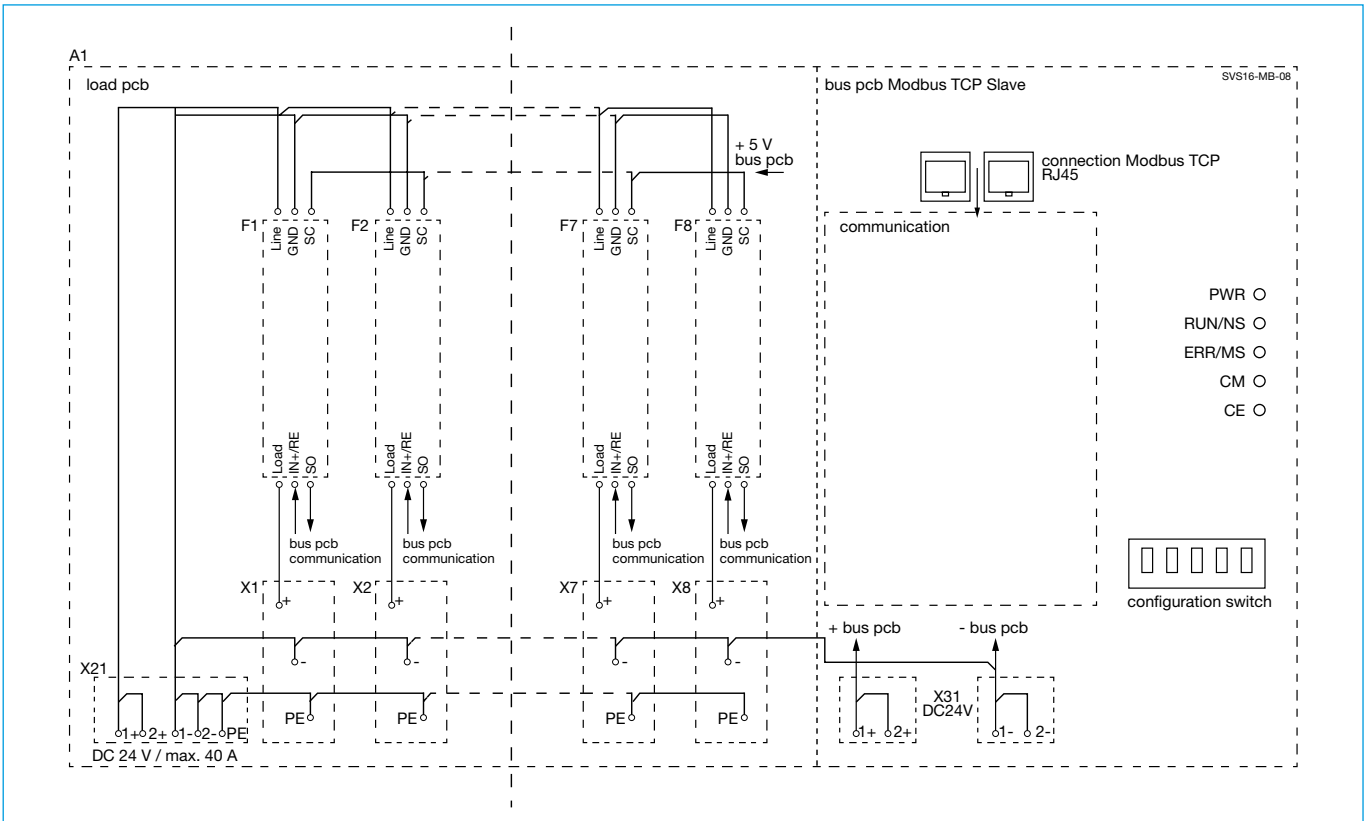 A1
load pcb
bus pcb Modbus TCP Slave
SVS16-MB-08
+ 5 V
bus pcb
connection Modbus TCP
RJ45
F1
Line
GND
SC
F2
Line
GND
SC
F7
Line
GND
SC
F8
Line
GND
SC
communication
PWR
RUN/NS
ERR/MS
CM
CE
Load
IN+/RE
SO
Load
IN+/RE
SO
Load
IN+/RE
SO
Load
IN+/RE
SO
bus pcb
communication
bus pcb
communication
bus pcb
communication
bus pcb
communication
configuration switch
X1
+
-
PE
X2
+
-
PE
X7
+
-
PE
X8
+
-
PE
+ bus pcb
- bus pcb
X21
1+ 2+ 1- 2- PE
DC 24 V / max. 40 A
X31
DC24V
1+ 2+
1- 2-